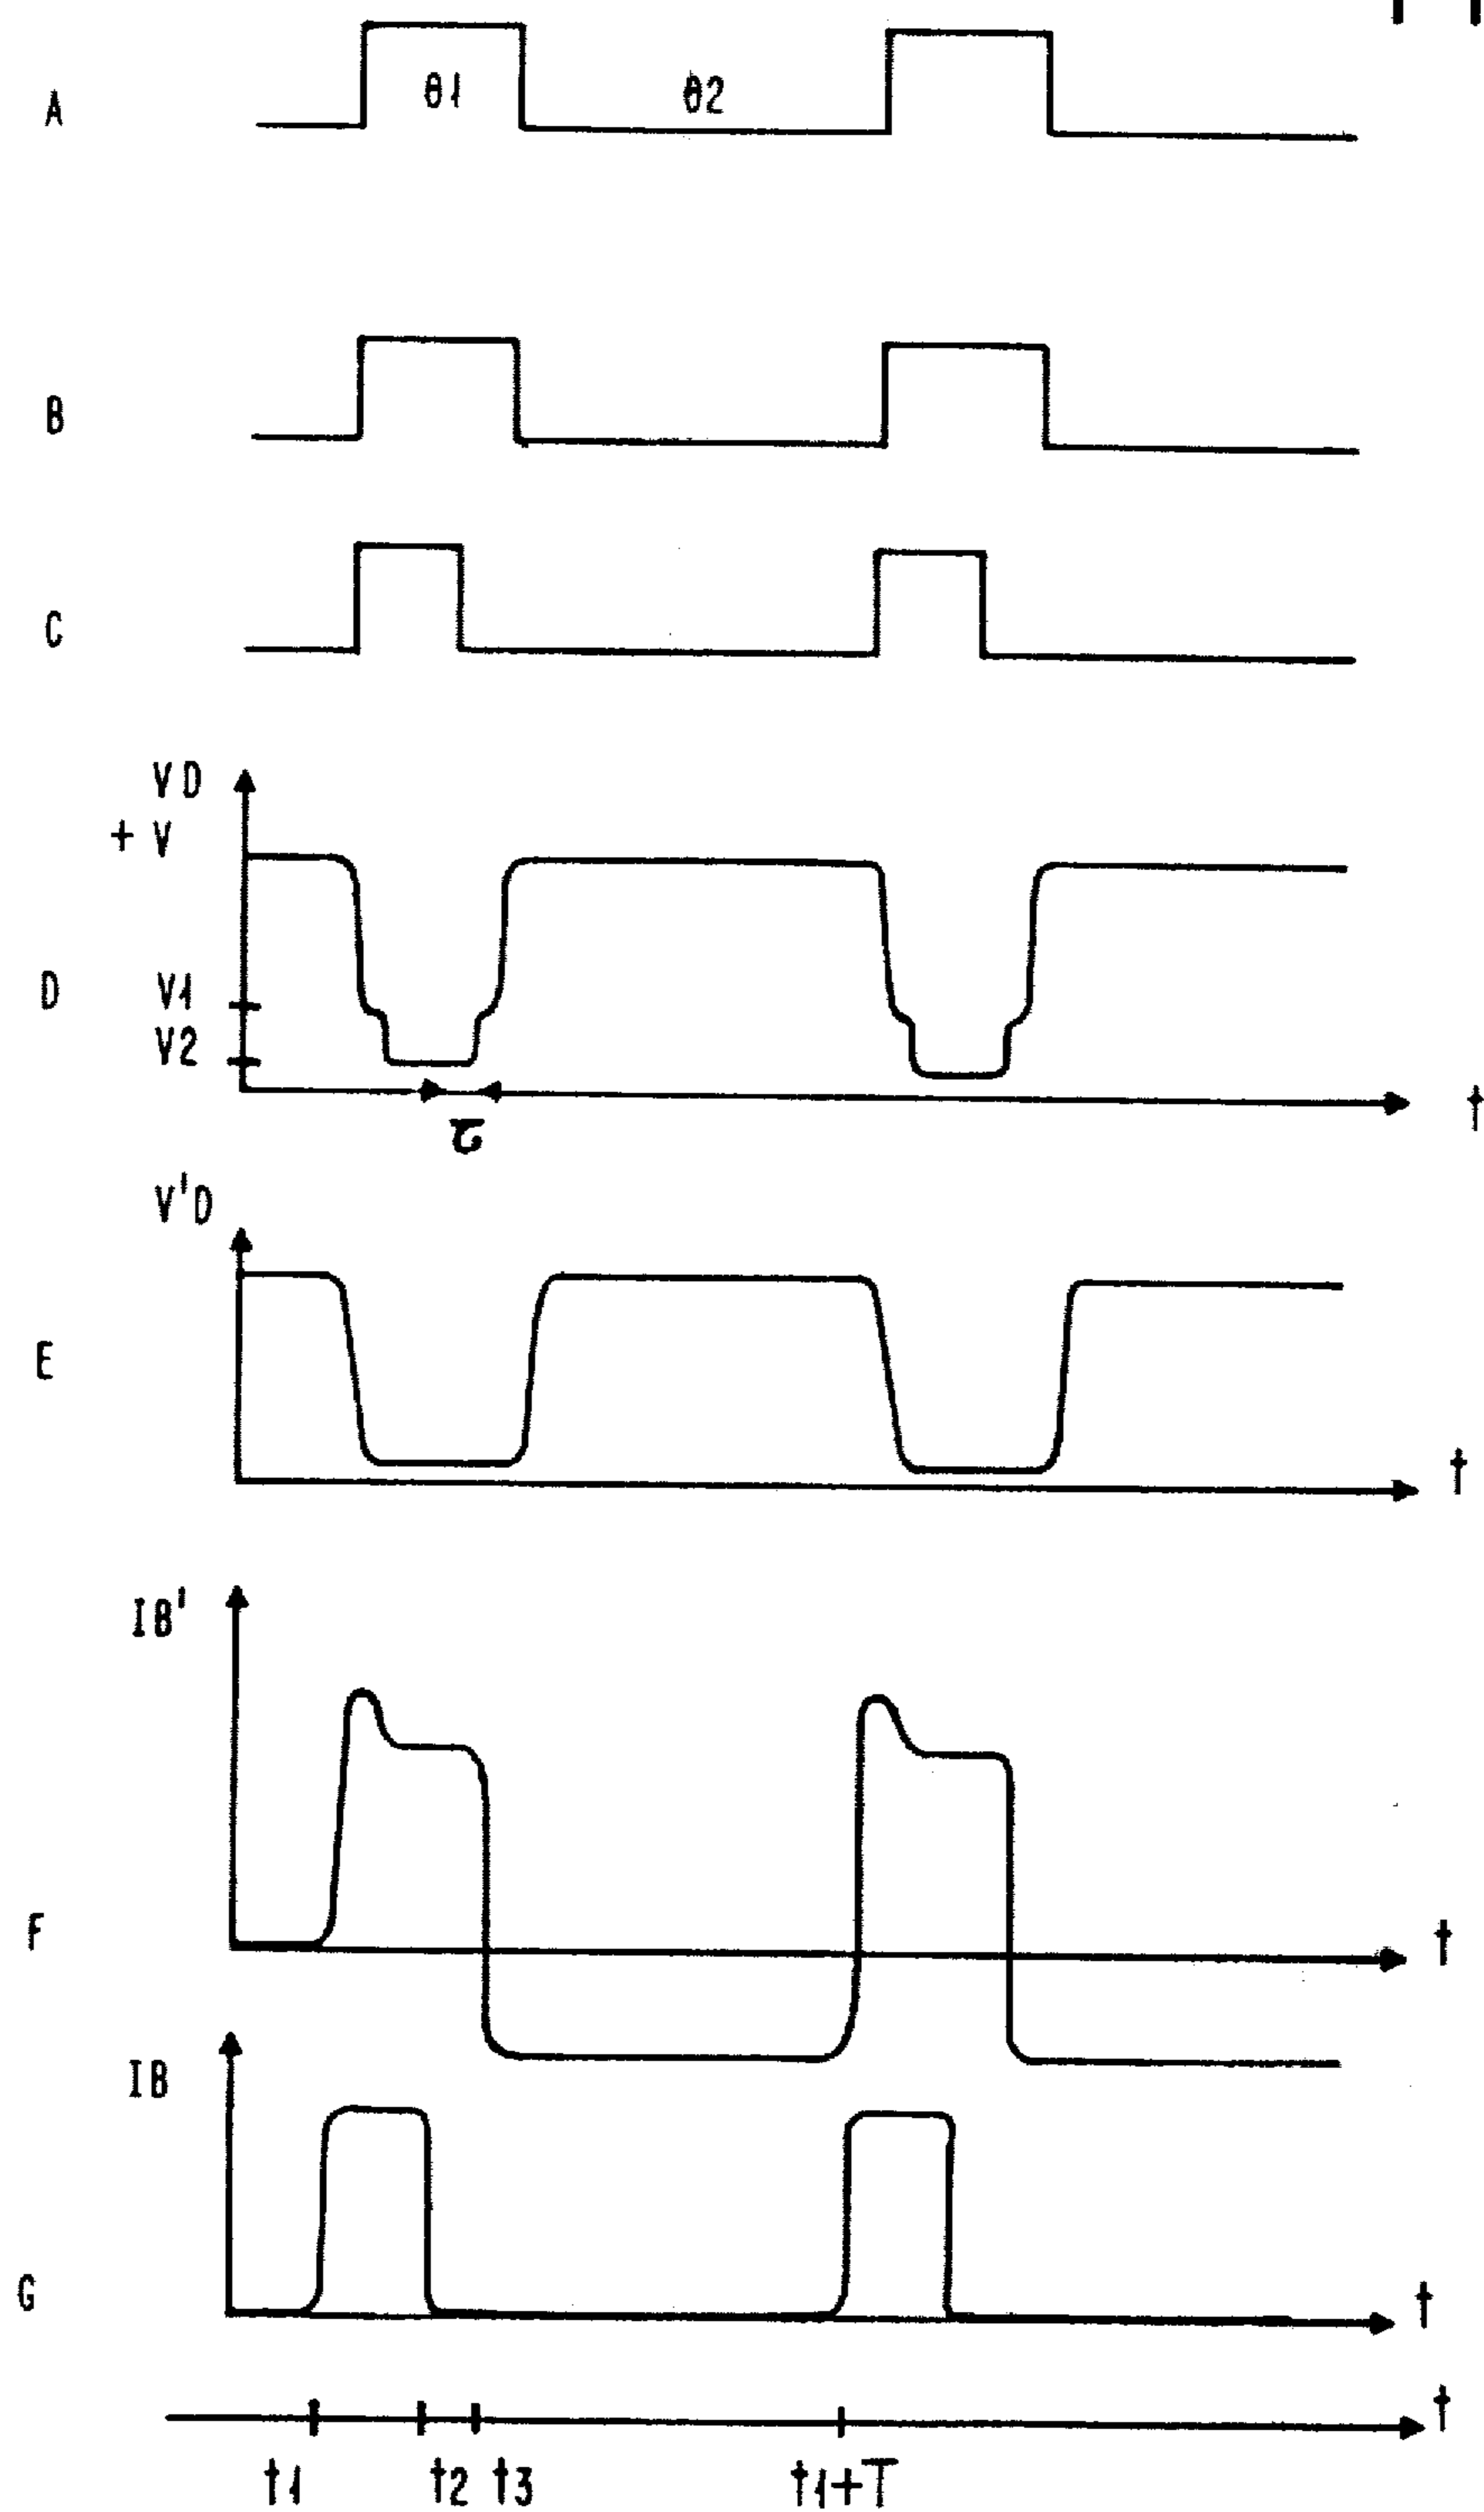 A θ1 θ2
B
C
VD
+ V
D V1
V2
t
τ
V'D
E
t
IB'
F
t
IB
G
t
t
t1 t2 t3 t1+T